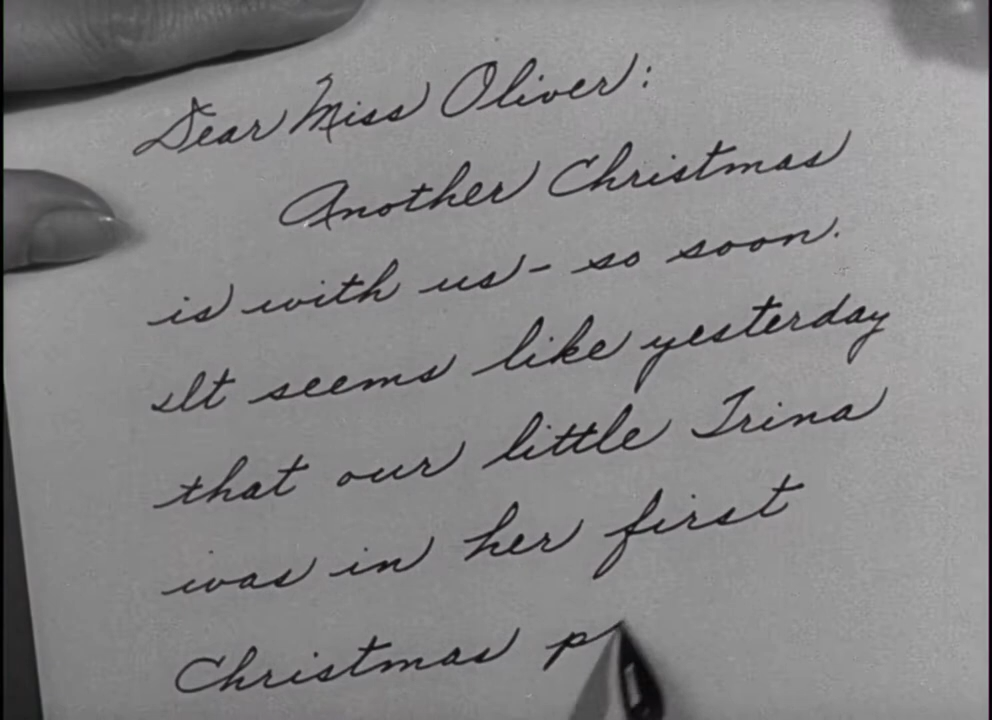 Dear Miss Oliver:
Another Christmas
is with us - so soon.
It seems like yesterday
that our little Trina
was in her first
Christmas p